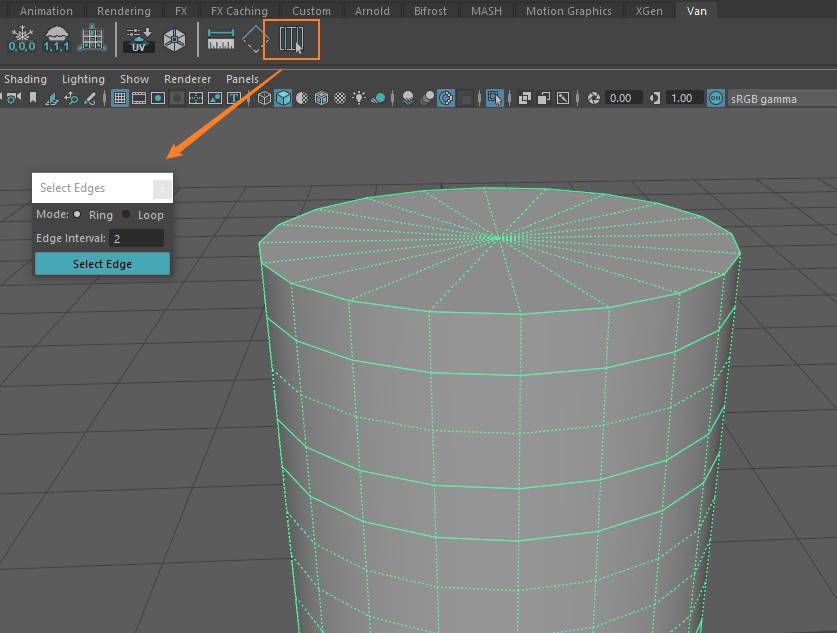 Animation Rendering FX FX Caching Custom Arnold Bifrost MASH Motion Graphics XGen Van
0,0,0 1,1,1 UV
Shading Lighting Show Renderer Panels
0.00 1.00 ON sRGB gamma
Select Edges x
Mode: Ring Loop
Edge Interval: 2
Select Edge